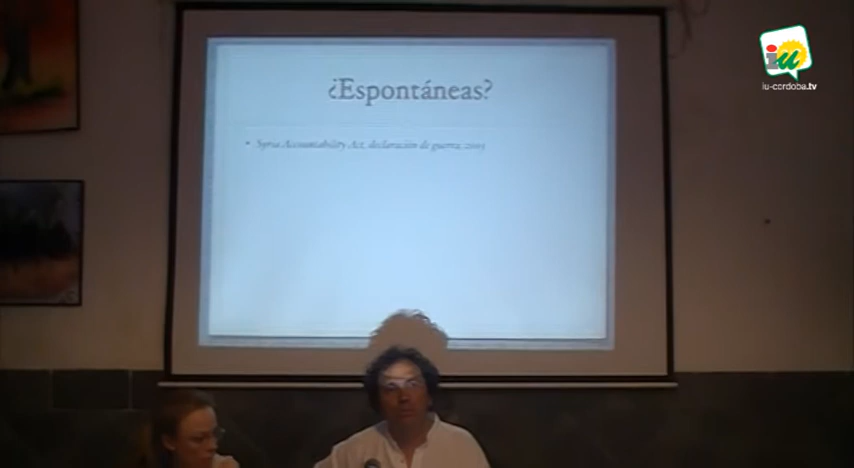 ¿Espontáneas?
• Syria Accountability Act, declaración de guerra, 2003
iu
iu-cordoba.tv